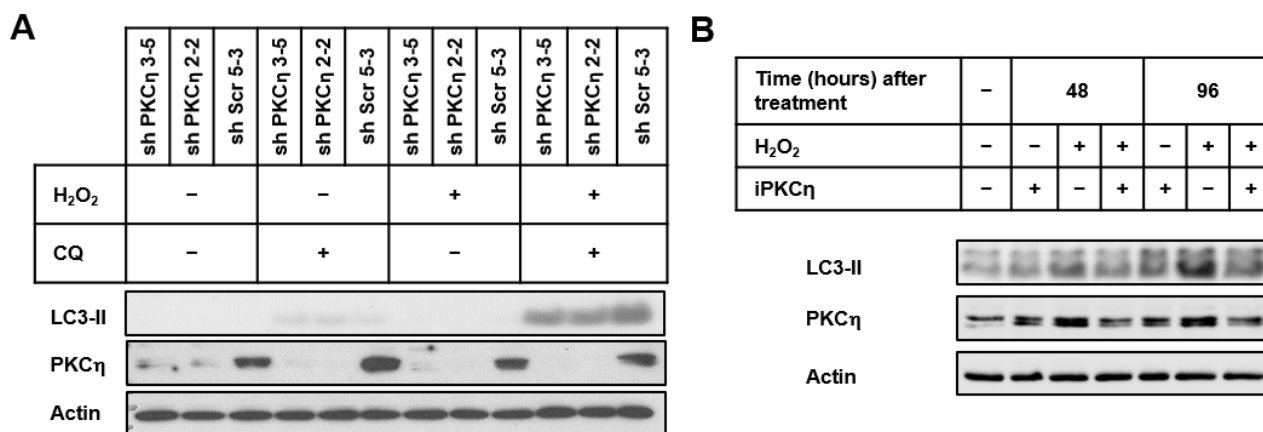 A
sh PKCη 3-5 sh PKCη 2-2 sh Scr 5-3 sh PKCη 3-5 sh PKCη 2-2 sh Scr 5-3 sh PKCη 3-5 sh PKCη 2-2 sh Scr 5-3 sh PKCη 3-5 sh PKCη 2-2 sh Scr 5-3
H₂O₂ – – + +
CQ – + – +
LC3-II
PKCη
Actin
B
Time (hours) after
treatment – 48 96
H₂O₂ – – + + – + +
iPKCη – + – + + – +
LC3-II
PKCη
Actin